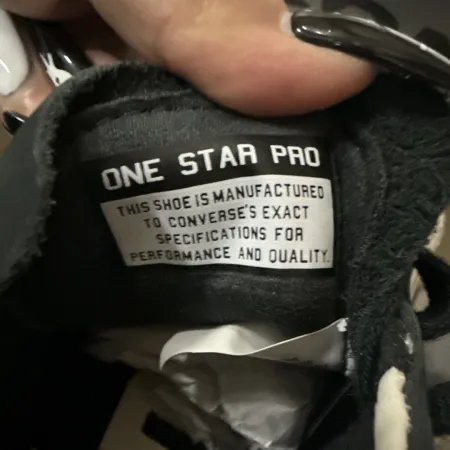 ONE STAR PRO
THIS SHOE IS MANUFACTURED
TO CONVERSE'S EXACT
SPECIFICATIONS FOR
PERFORMANCE AND QUALITY.